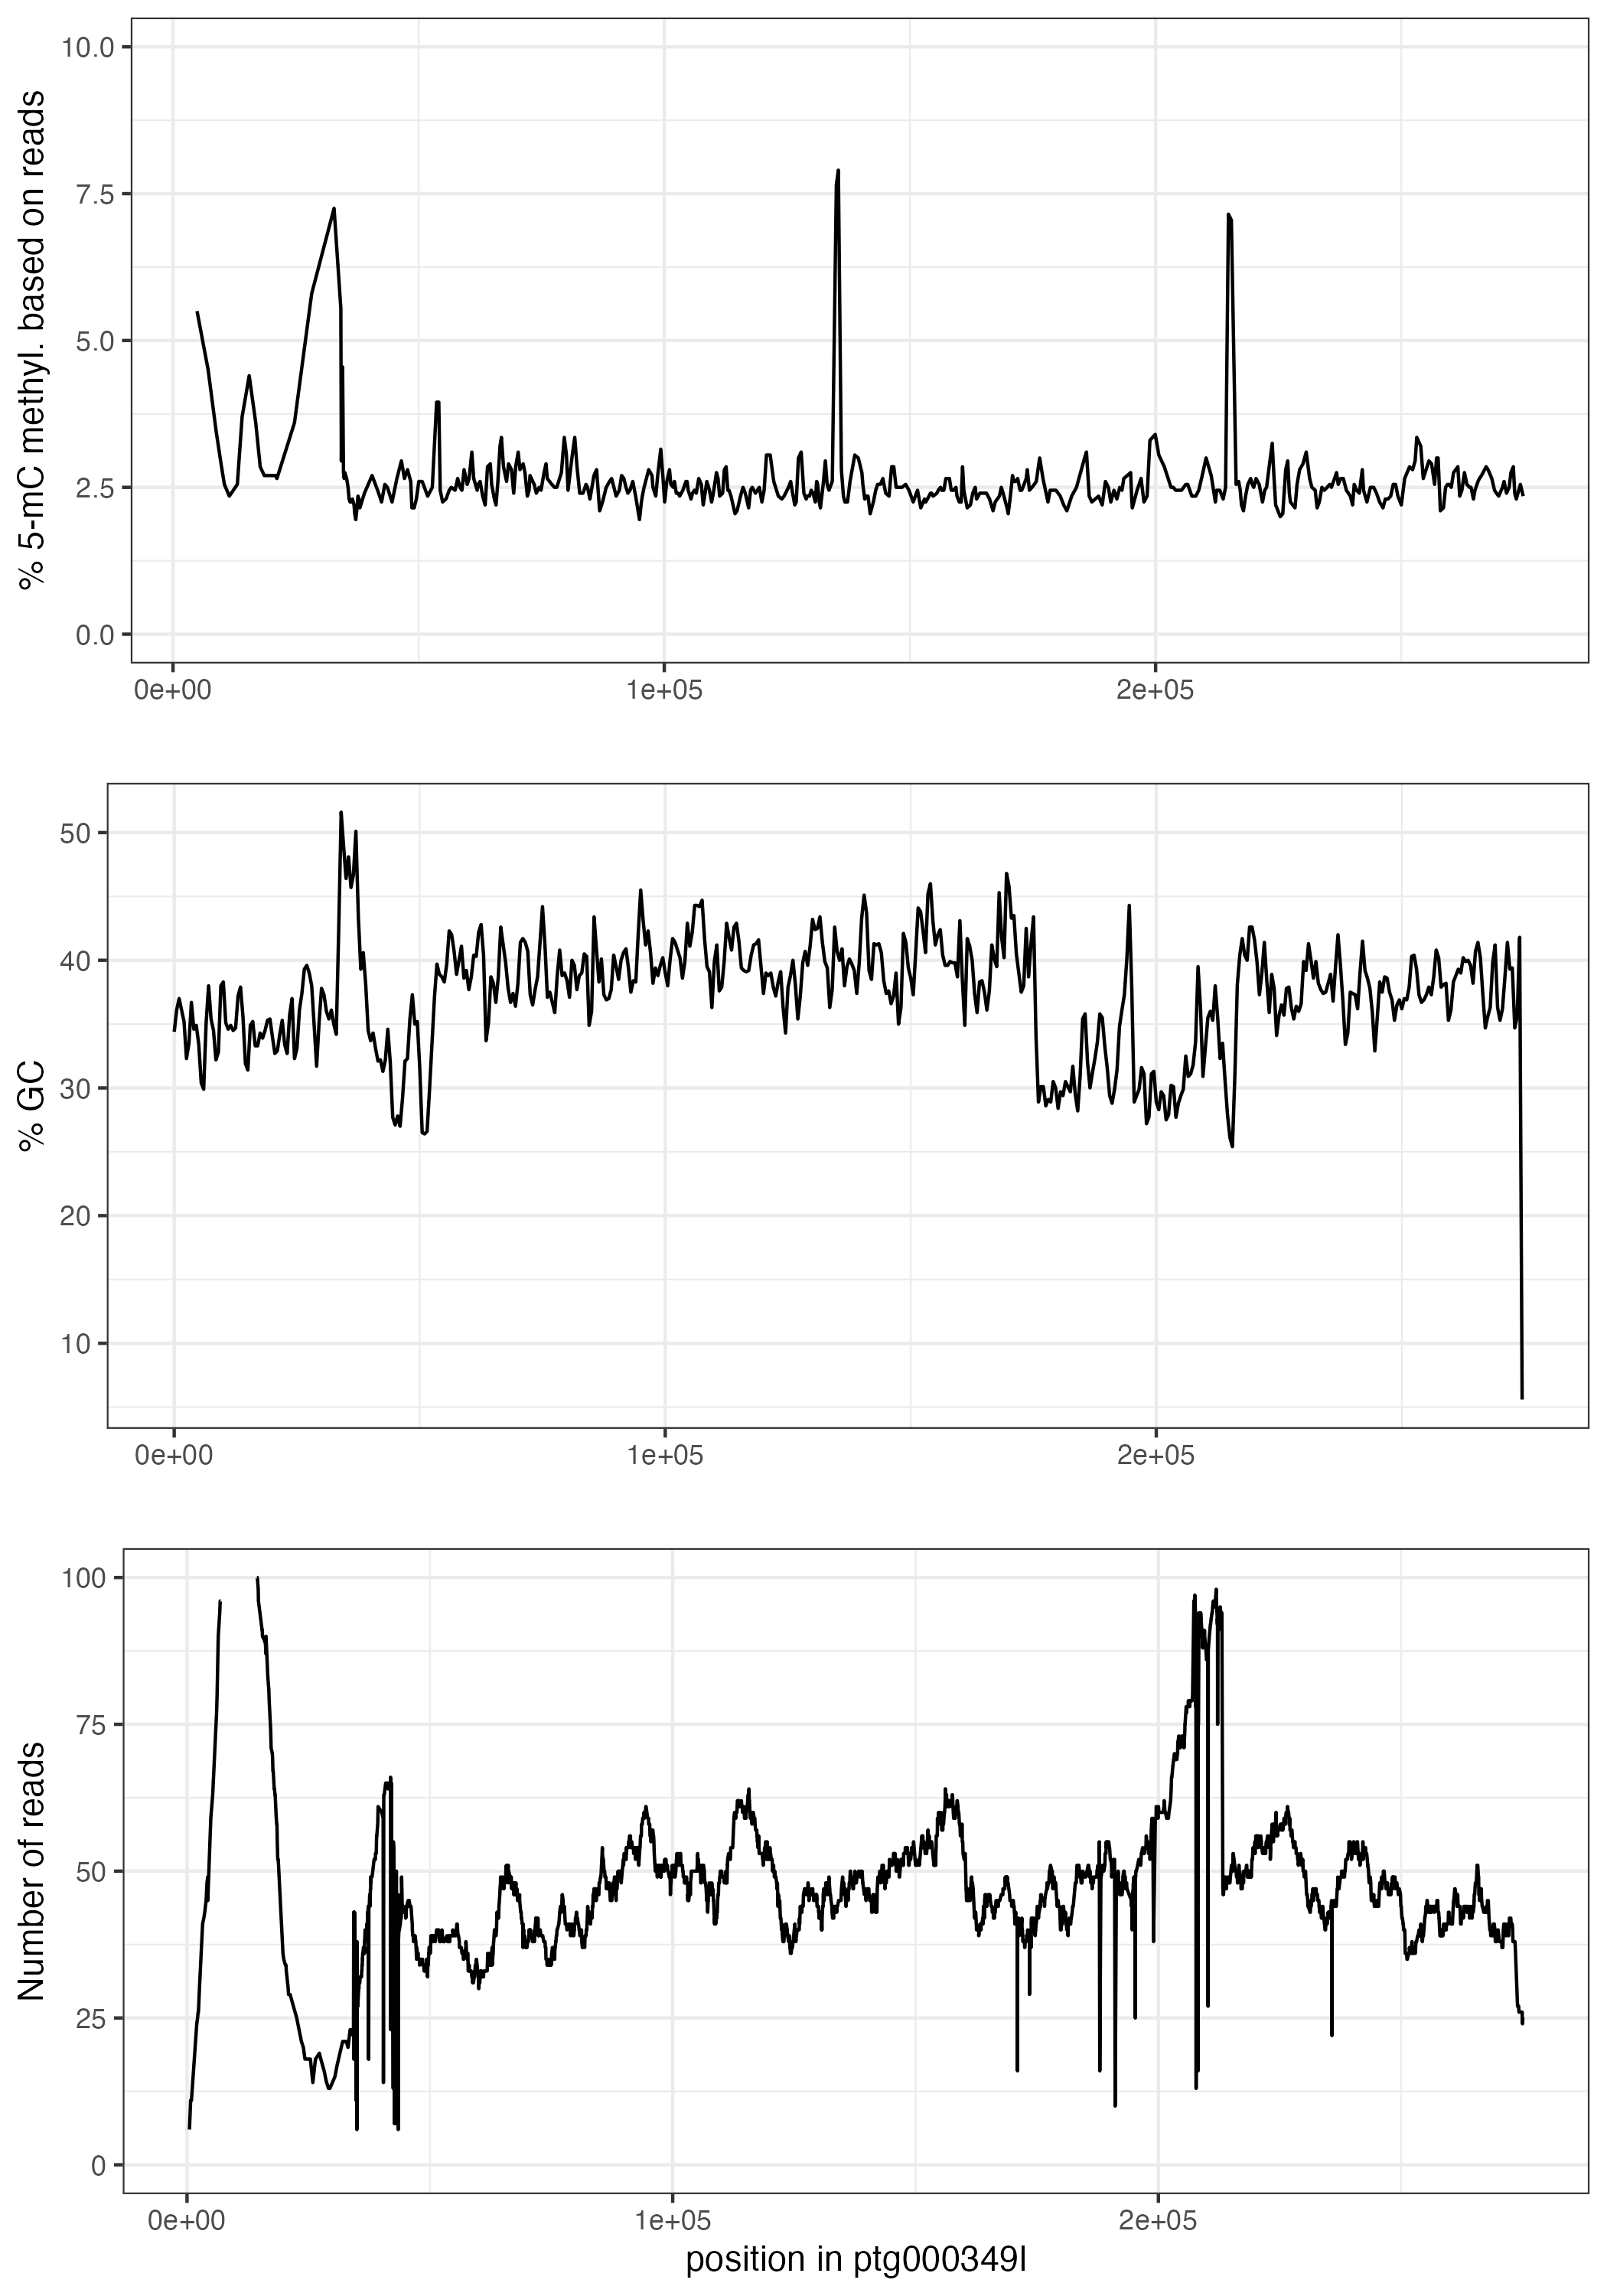 % 5-mC methyl. based on reads
10.0
7.5
5.0
2.5
0.0
0e+00 1e+05 2e+05
% GC
50
40
30
20
10
0e+00 1e+05 2e+05
Number of reads
100
75
50
25
0
0e+00 1e+05 2e+05
position in ptg000349l